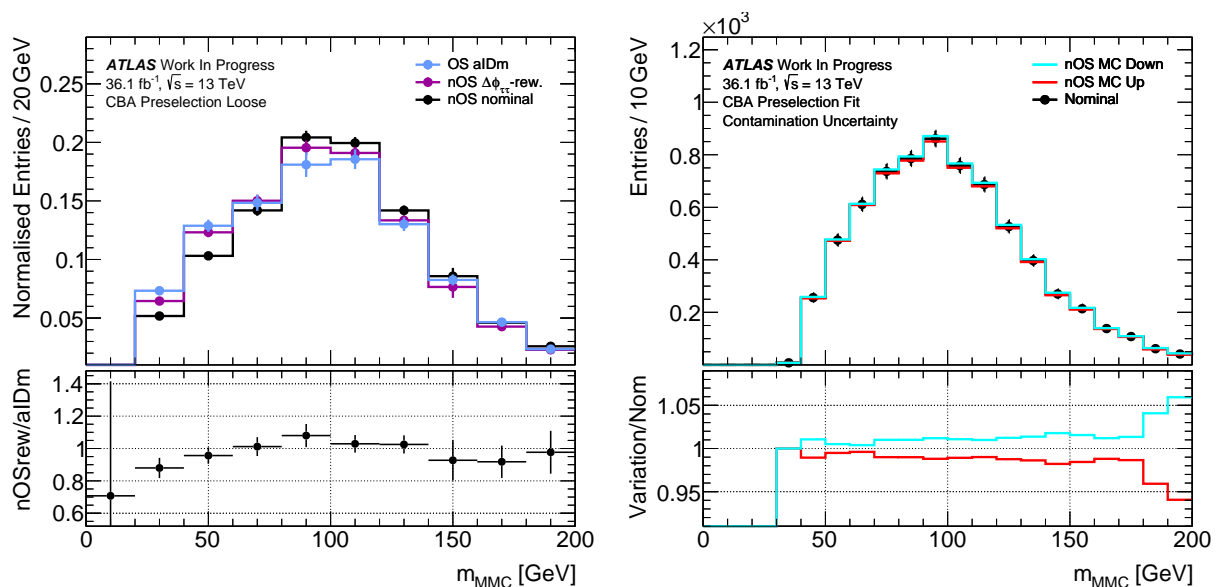 ATLAS Work In Progress
36.1 fb⁻¹, √s = 13 TeV
CBA Preselection Loose
OS aIDm
nOS Δϕττ-rew.
nOS nominal
Normalised Entries / 20 GeV
0.25
0.2
0.15
0.1
0.05
nOSrew/aIDm
1.4
1.2
1
0.8
0.6
0 50 100 150 200
mMMC [GeV]
×10³
ATLAS Work In Progress
36.1 fb⁻¹, √s = 13 TeV
CBA Preselection Fit
Contamination Uncertainty
nOS MC Down
nOS MC Up
Nominal
Entries / 10 GeV
1.2
1
0.8
0.6
0.4
0.2
Variation/Nom
1.05
1
0.95
0 50 100 150 200
mMMC [GeV]